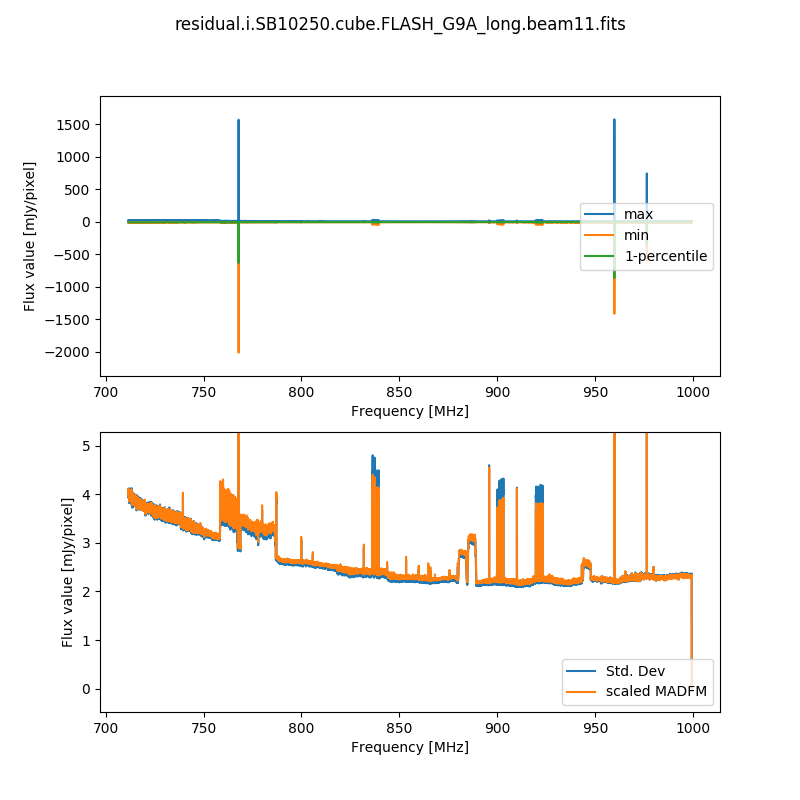 residual.i.SB10250.cube.FLASH_G9A_long.beam11.fits
1500
1000
500
0
−500
−1000
−1500
−2000
Flux value [mJy/pixel]
max
min
1-percentile
700 750 800 850 900 950 1000
Frequency [MHz]
5
4
3
2
1
0
Flux value [mJy/pixel]
Std. Dev
scaled MADFM
700 750 800 850 900 950 1000
Frequency [MHz]